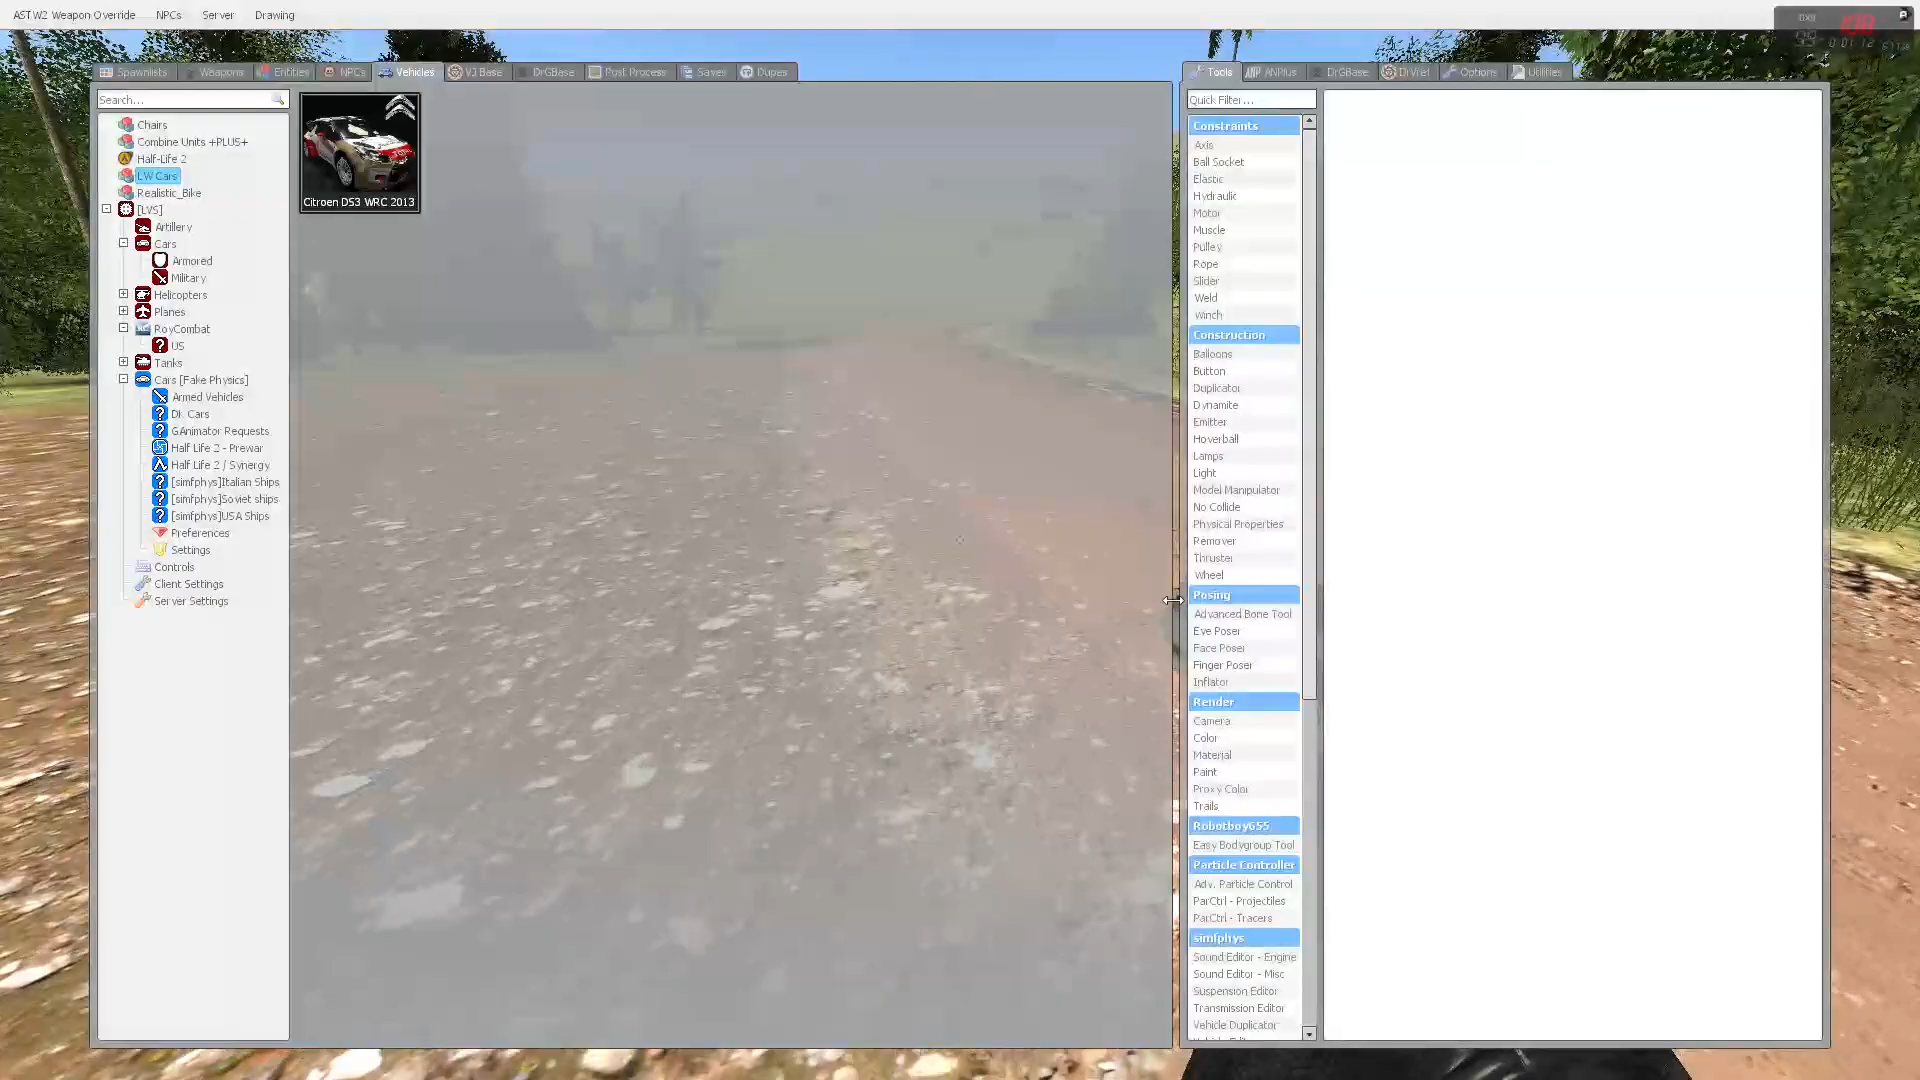 AST.W2 Weapon Override NPCs Server Drawing
Spawnlists Weapons Entities NPCs Vehicles VJ Base DrGBase Post Process Saves Dupes
Search...
Chairs
Combine Units +PLUS+
Half-Life 2
LW Cars
Realistic_Bike
[LVS]
Artillery
Cars
Armored
Military
Helicopters
Planes
RoyCombat
US
Tanks
Cars [Fake Physics]
Armed Vehicles
DK Cars
GAnimator Requests
Half Life 2 - Prewar
Half Life 2 / Synergy
[simfphys]Italian Ships
[simfphys]Soviet ships
[simfphys]USA Ships
Preferences
Settings
Controls
Client Settings
Server Settings
Citroen DS3 WRC 2013
Tools ANPlus DrGBase DrVrej Options Utilities
Quick Filter...
Constraints
Axis
Ball Socket
Elastic
Hydraulic
Motor
Muscle
Pulley
Rope
Slider
Weld
Winch
Construction
Balloons
Button
Duplicator
Dynamite
Emitter
Hoverball
Lamps
Light
Model Manipulator
No Collide
Physical Properties
Remover
Thruster
Wheel
Posing
Advanced Bone Tool
Eye Poser
Face Poser
Finger Poser
Inflator
Render
Camera
Color
Material
Paint
Proxy Color
Trails
Robotboy655
Easy Bodygroup Tool
Particle Controller
Adv. Particle Control
ParCtrl - Projectiles
ParCtrl - Tracers
simfphys
Sound Editor - Engine
Sound Editor - Misc
Suspension Editor
Transmission Editor
Vehicle Duplicator